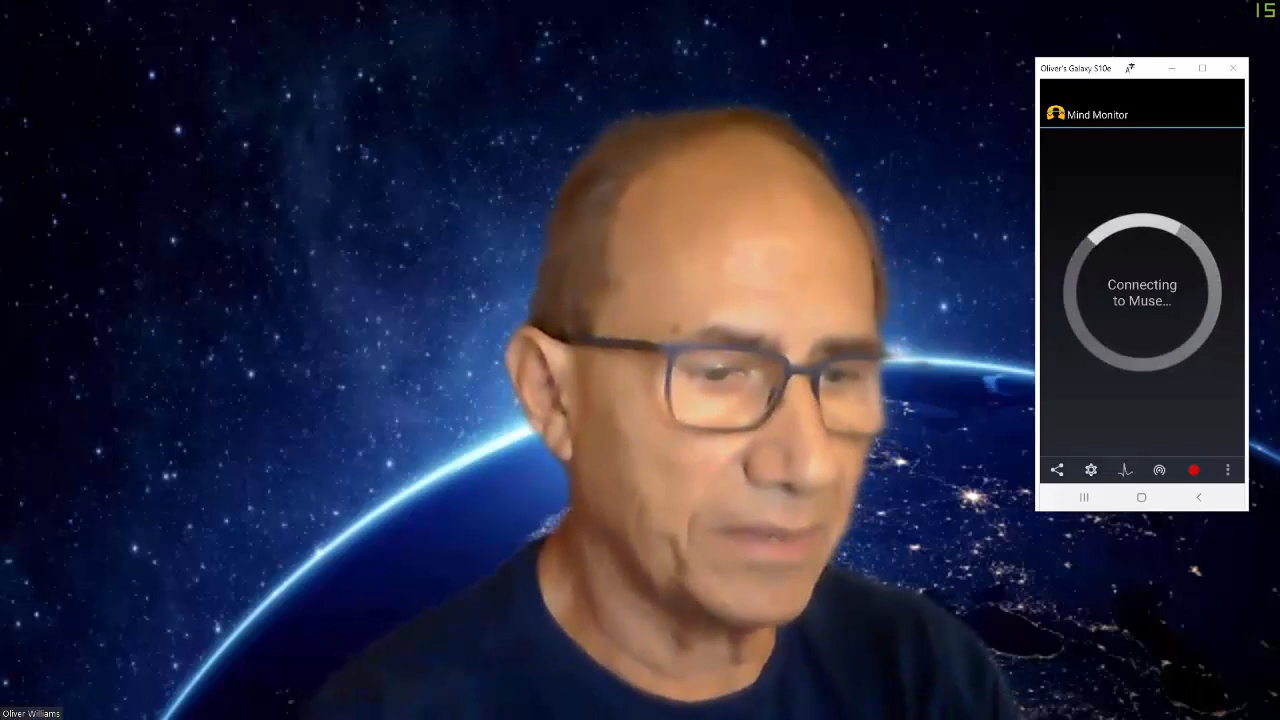 15
Oliver's Galaxy S10e
Mind Monitor
Connecting
to Muse...
Oliver Williams